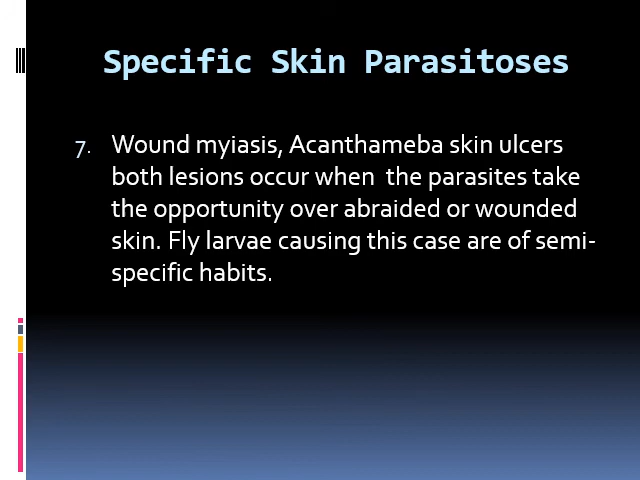 Specific Skin Parasitoses
7. Wound myiasis, Acanthameba skin ulcers
both lesions occur when the parasites take
the opportunity over abraided or wounded
skin. Fly larvae causing this case are of semi-
specific habits.